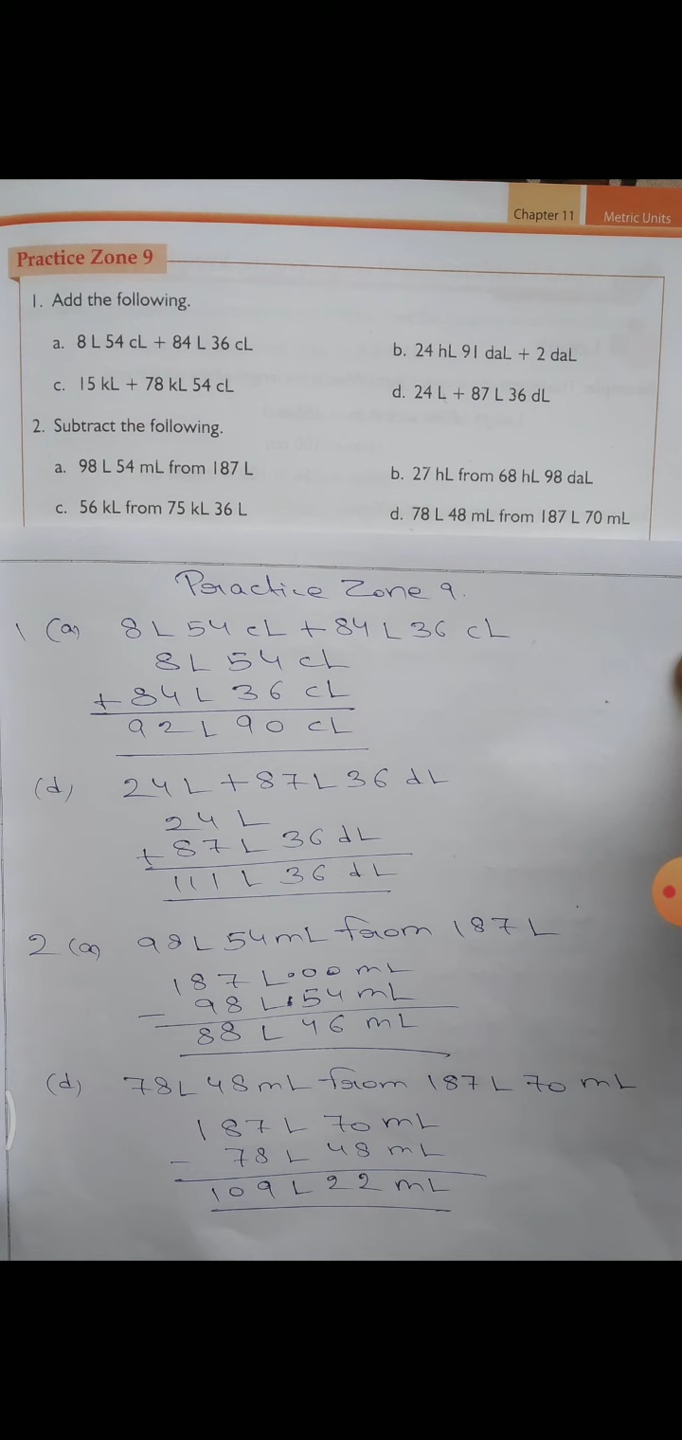 Chapter 11 Metric Units
Practice Zone 9
1. Add the following.
a. 8 L 54 cL + 84 L 36 cL
b. 24 hL 91 daL + 2 daL
c. 15 kL + 78 kL 54 cL
d. 24 L + 87 L 36 dL
2. Subtract the following.
a. 98 L 54 mL from 187 L
b. 27 hL from 68 hL 98 daL
c. 56 kL from 75 kL 36 L
d. 78 L 48 mL from 187 L 70 mL
Practice Zone 9.
1 (a) 8 L 54 cL + 84 L 36 cL
8 L 54 cL
+ 84 L 36 cL
92 L 90 cL
(d) 24 L + 87 L 36 dL
24 L
+ 87 L 36 dL
111 L 36 dL
2 (a) 98 L 54 mL from 187 L
187 L.00 mL
- 98 L.54 mL
88 L 46 mL
(d) 78 L 48 mL from 187 L 70 mL
187 L 70 mL
- 78 L 48 mL
109 L 22 mL